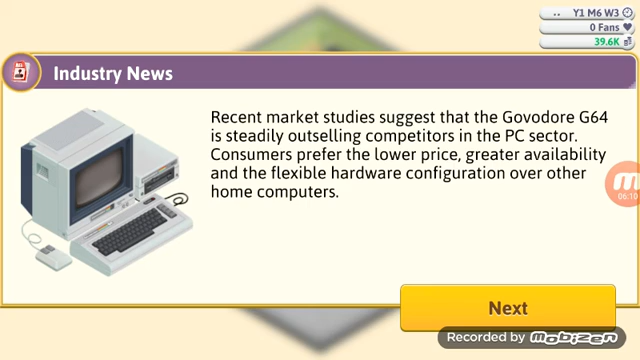 Y1 M6 W3
0 Fans
39.6K
Industry News
Recent market studies suggest that the Govodore G64
is steadily outselling competitors in the PC sector.
Consumers prefer the lower price, greater availability
and the flexible hardware configuration over other
home computers.
06:10
Next
Recorded by mobizen